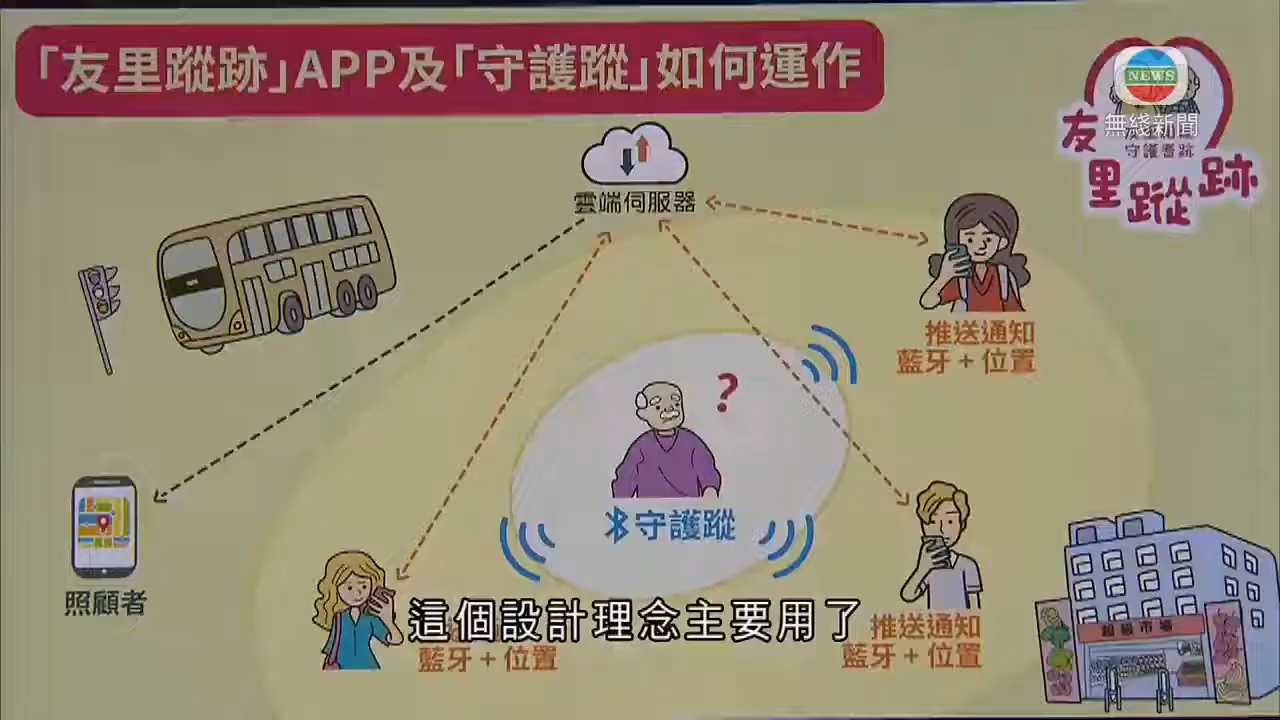 「友里蹤跡」APP及「守護蹤」如何運作
NEWS
無綫新聞
守護耆跡
友里蹤跡
雲端伺服器
推送通知
藍牙+位置
?
守護蹤
照顧者
這個設計理念主要用了
藍牙+位置
推送通知
藍牙+位置
超級市場